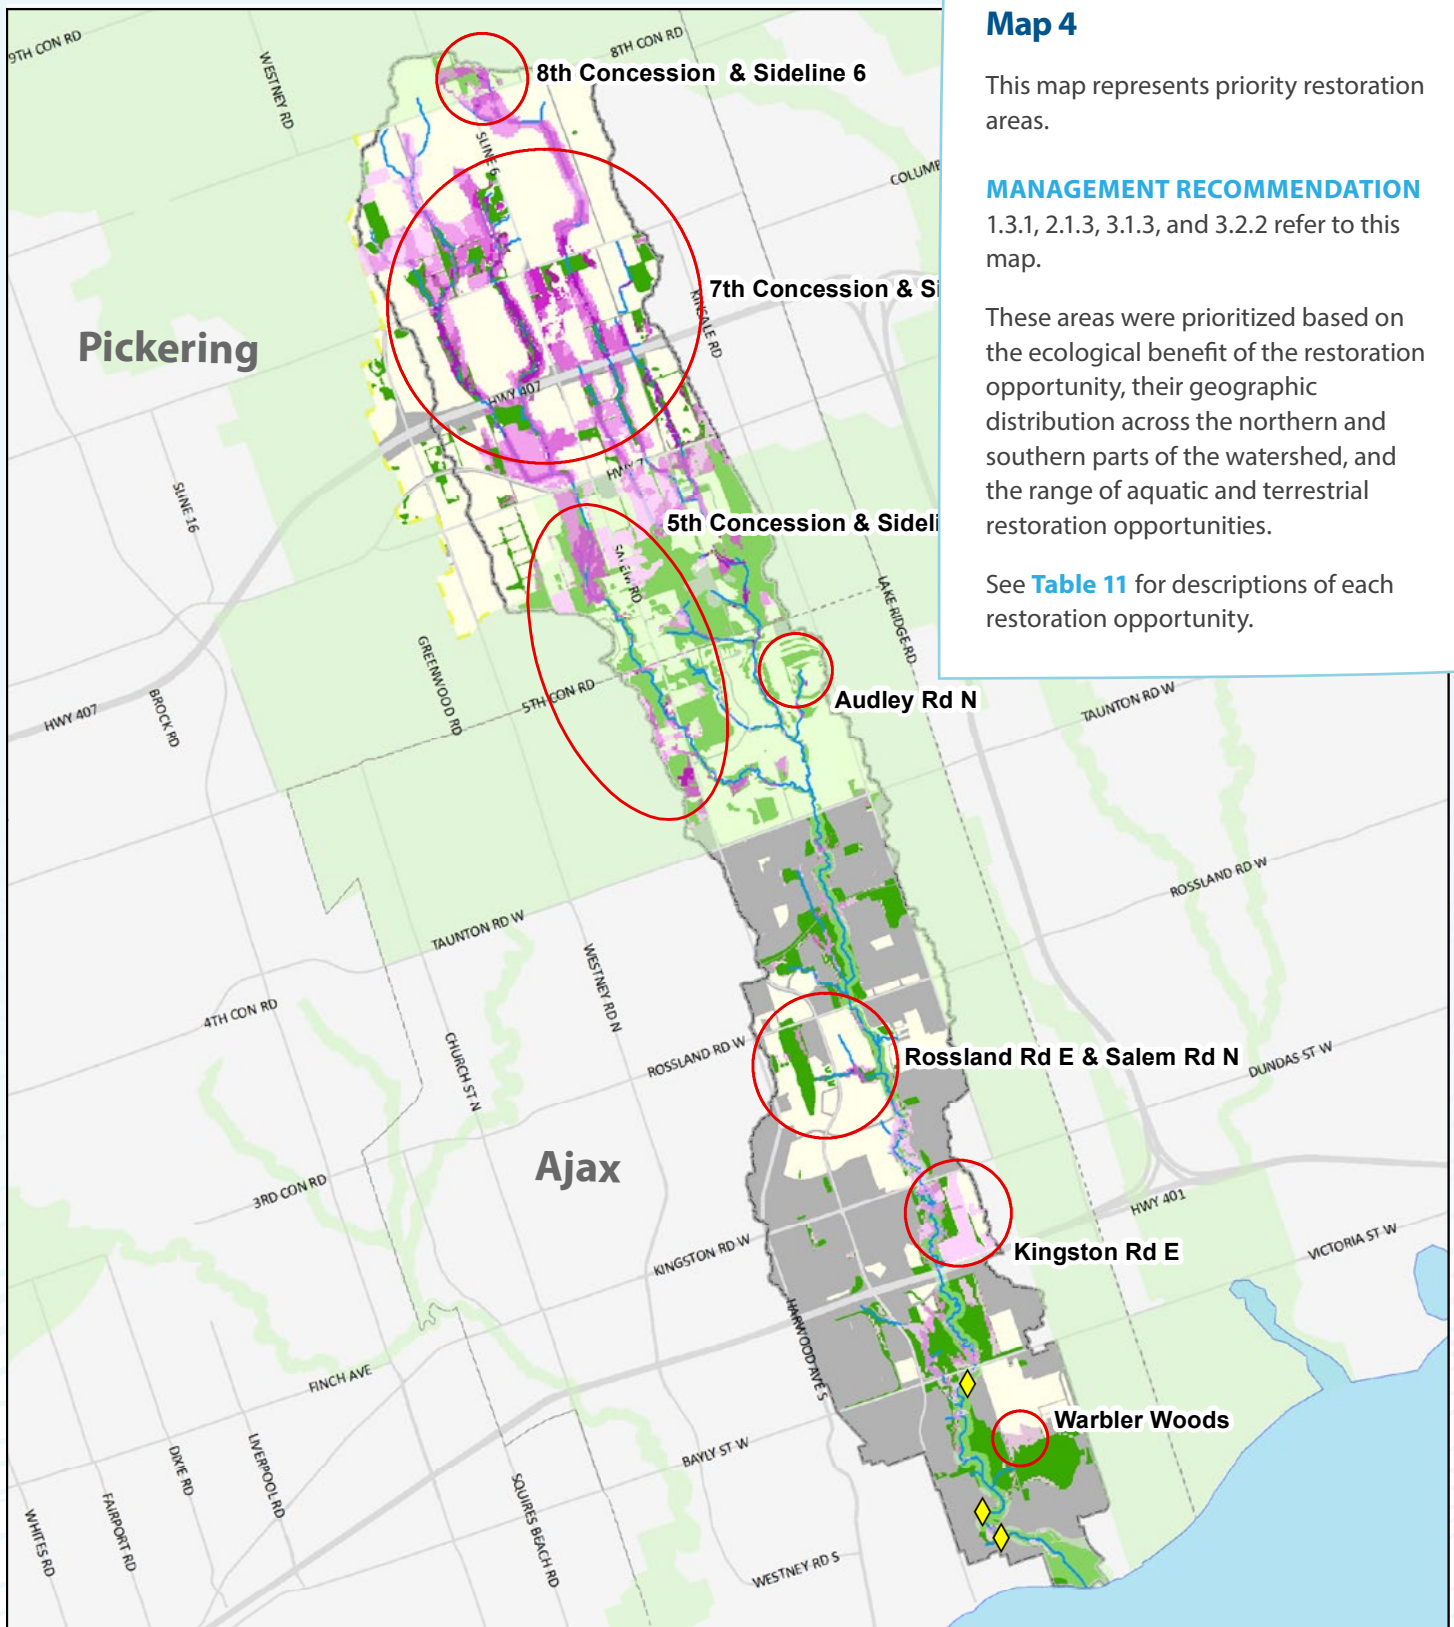 Map 4
This map represents priority restoration
areas.
MANAGEMENT RECOMMENDATION
1.3.1, 2.1.3, 3.1.3, and 3.2.2 refer to this
map.
These areas were prioritized based on
the ecological benefit of the restoration
opportunity, their geographic
distribution across the northern and
southern parts of the watershed, and
the range of aquatic and terrestrial
restoration opportunities.
See Table 11 for descriptions of each
restoration opportunity.
9TH CON RD
WESTNEY RD
8TH CON RD
8th Concession & Sideline 6
SLINE 6
COLUMB
7th Concession & Si
KINSALE RD
Pickering
HWY 407
HWY 7
SLINE 16
5th Concession & Sideli
SALEM RD
LAKE RIDGE RD
GREENWOOD RD
5TH CON RD
Audley Rd N
TAUNTON RD W
HWY 407
BROCK RD
ROSSLAND RD W
TAUNTON RD W
WESTNEY RD N
4TH CON RD
CHURCH ST N
ROSSLAND RD W
Rossland Rd E & Salem Rd N
DUNDAS ST W
Ajax
3RD CON RD
HWY 401
KINGSTON RD W
Kingston Rd E
VICTORIA ST W
HARWOOD AVE S
FINCH AVE
Warbler Woods
BAYLY ST W
DIXIE RD
LIVERPOOL RD
SQUIRES BEACH RD
FAIRPORT RD
WHITES RD
WESTNEY RD S